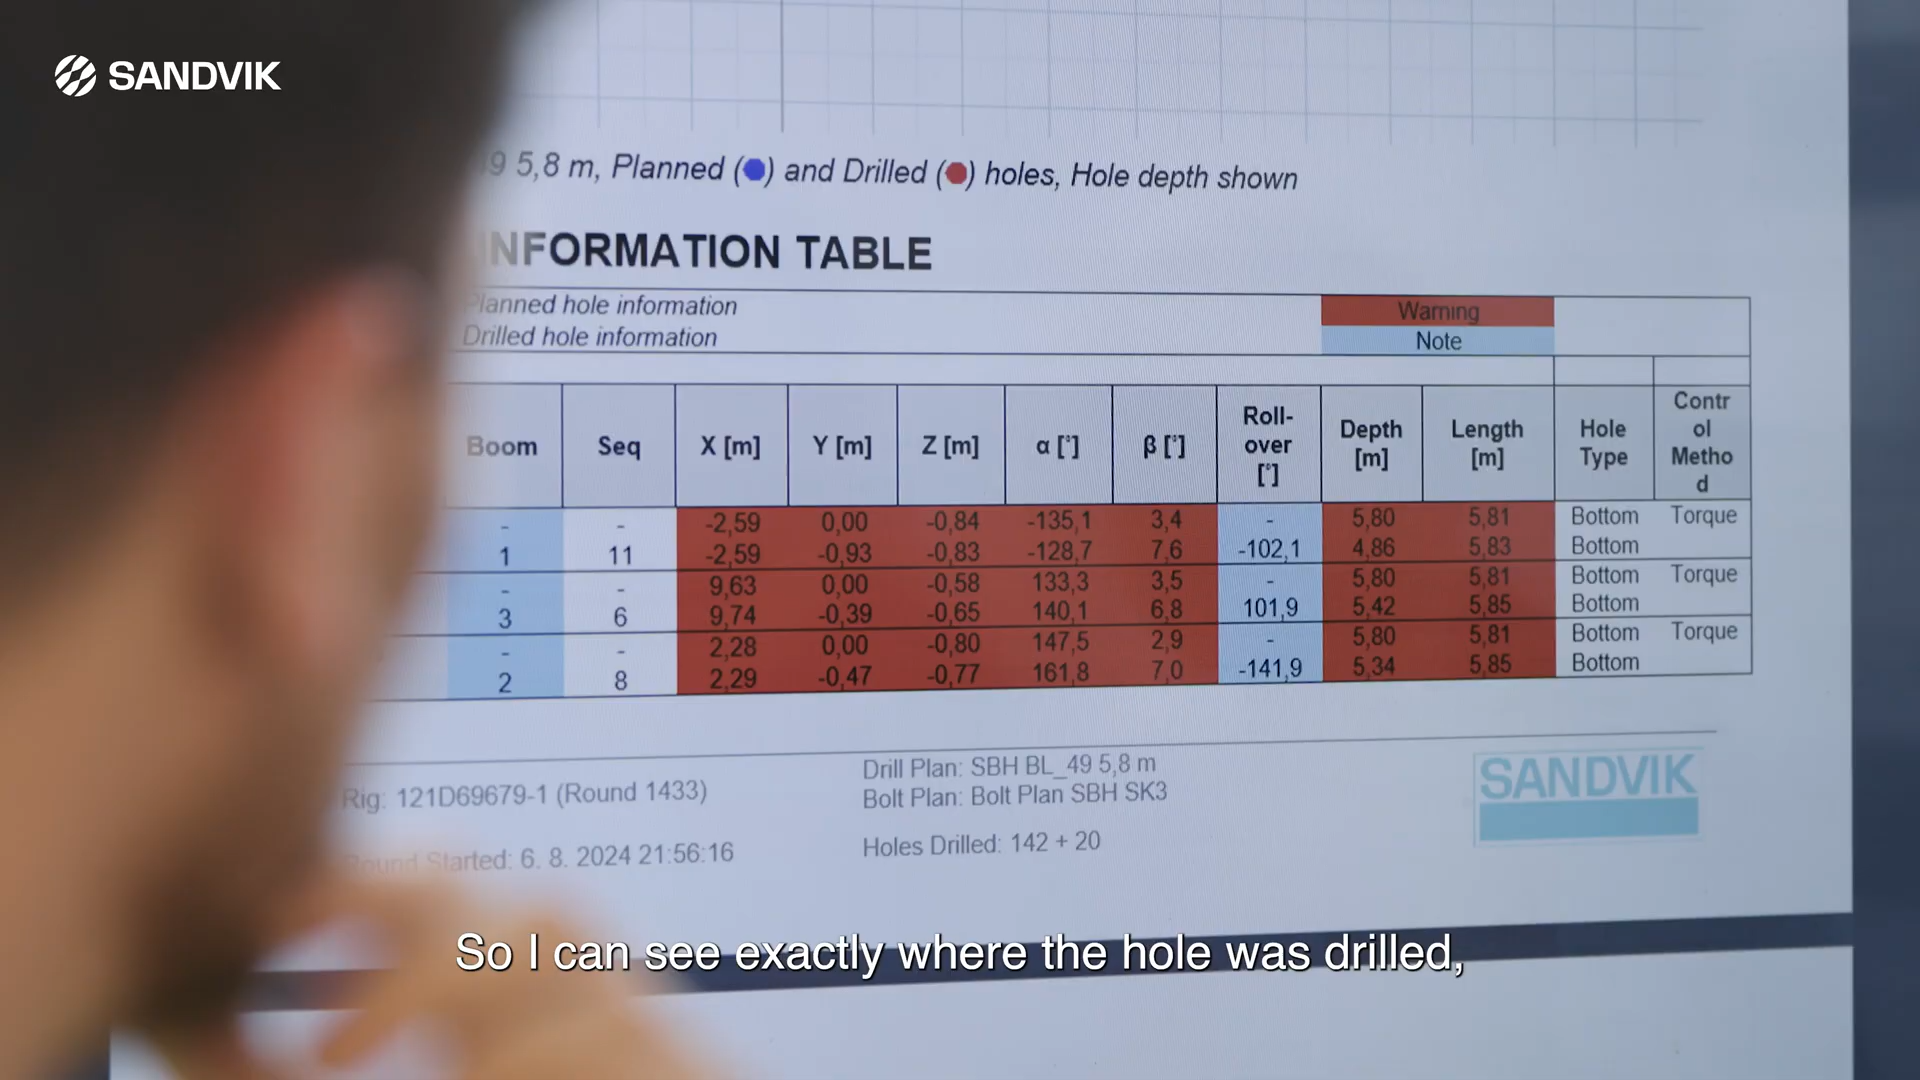 SANDVIK
9 5,8 m, Planned ( ) and Drilled ( ) holes, Hole depth shown
INFORMATION TABLE
Planned hole information
Drilled hole information
Warning
Note
Boom Seq X [m] Y [m] Z [m] α [°] β [°] Roll-over [°] Depth [m] Length [m] Hole Type Control Method
- - -2,59 0,00 -0,84 -135,1 3,4 - 5,80 5,81 Bottom Torque
1 11 -2,59 -0,93 -0,83 -128,7 7,6 -102,1 4,86 5,83 Bottom
- - 9,63 0,00 -0,58 133,3 3,5 - 5,80 5,81 Bottom Torque
3 6 9,74 -0,39 -0,65 140,1 6,8 101,9 5,42 5,85 Bottom
- - 2,28 0,00 -0,80 147,5 2,9 - 5,80 5,81 Bottom Torque
2 8 2,29 -0,47 -0,77 161,8 7,0 -141,9 5,34 5,85 Bottom
Rig: 121D69679-1 (Round 1433)
Round Started: 6. 8. 2024 21:56:16
Drill Plan: SBH BL_49 5,8 m
Bolt Plan: Bolt Plan SBH SK3
Holes Drilled: 142 + 20
SANDVIK
So I can see exactly where the hole was drilled,